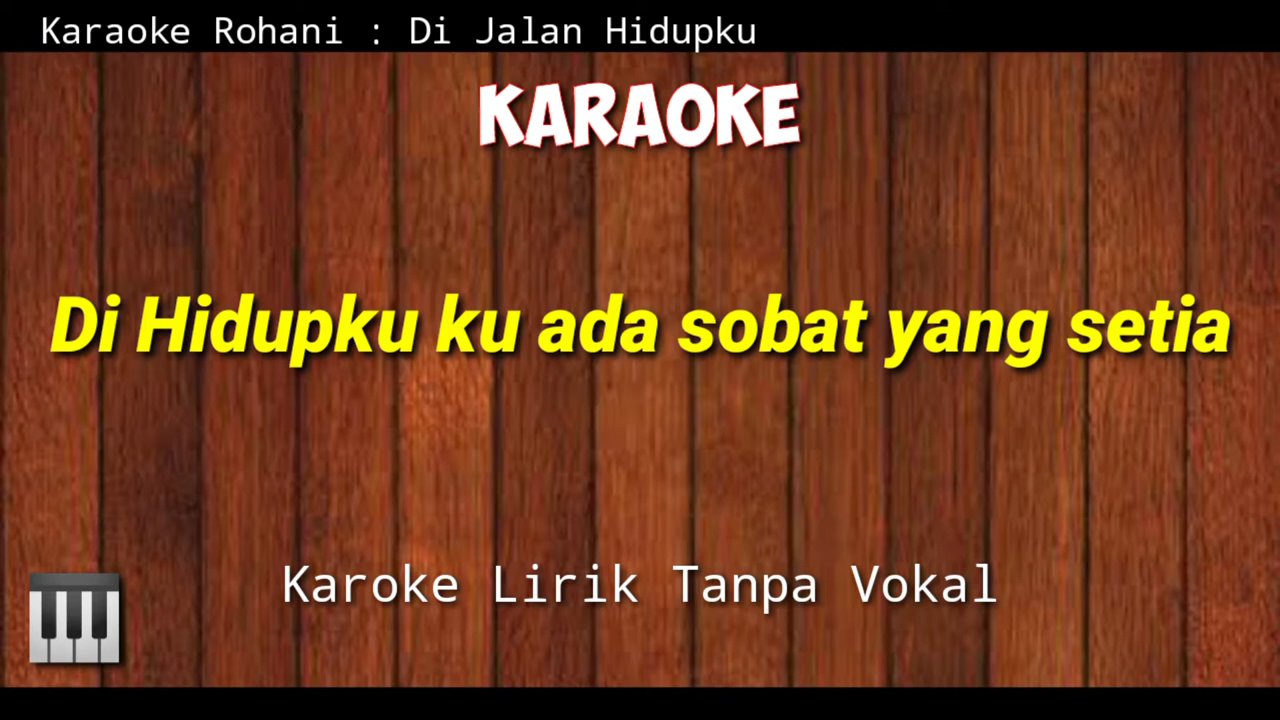 Karaoke Rohani : Di Jalan Hidupku
KARAOKE
Di Hidupku ku ada sobat yang setia
Karoke Lirik Tanpa Vokal